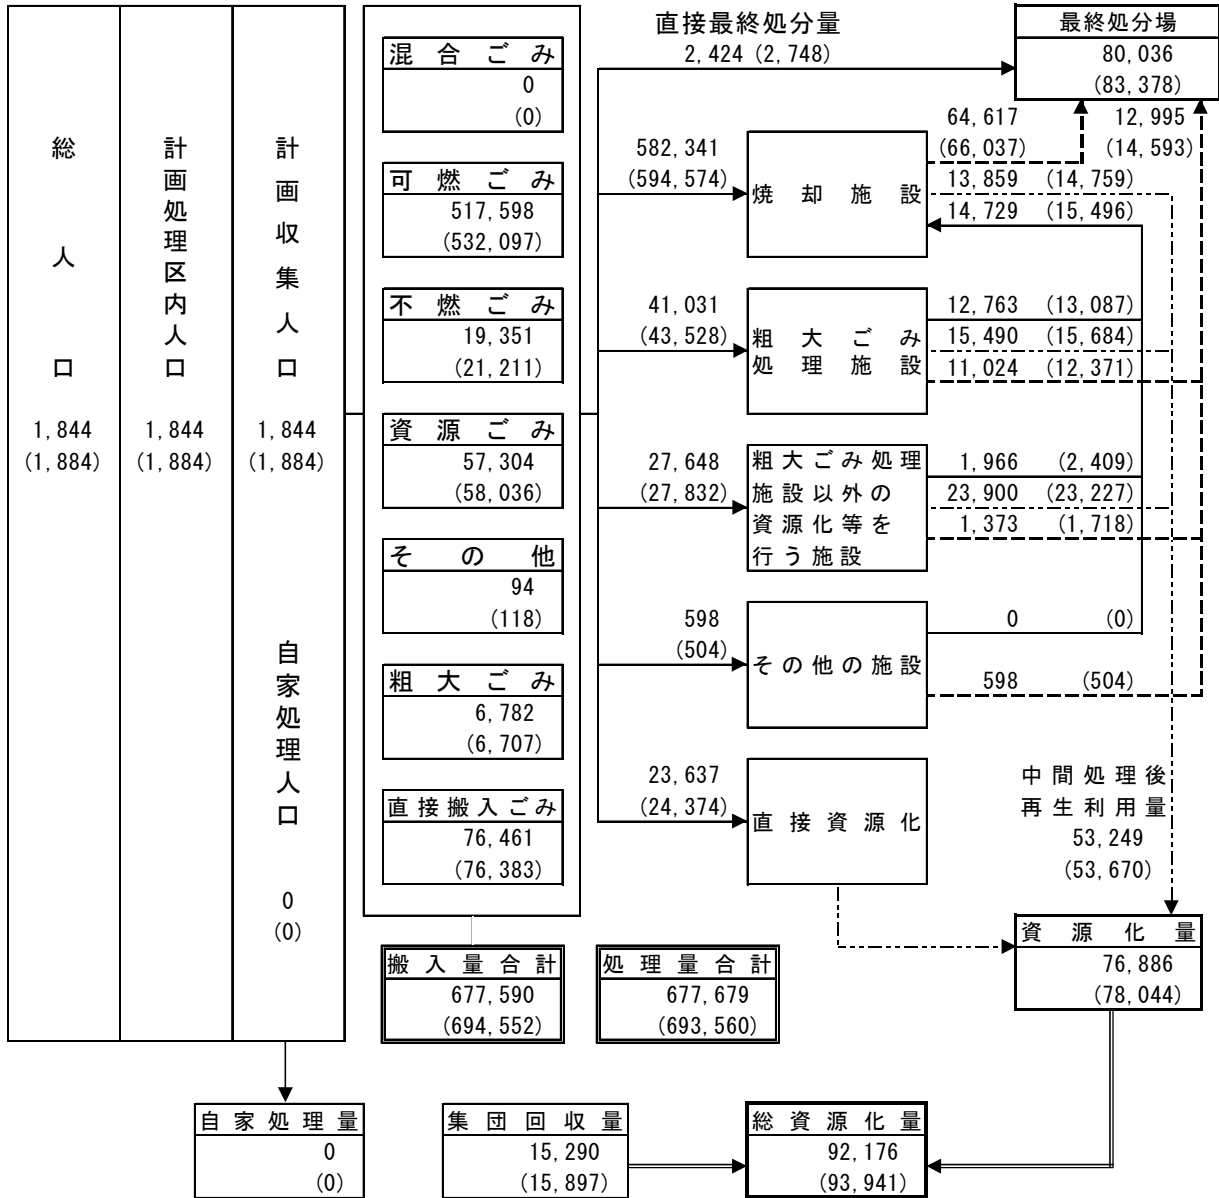 総人口
1,844
(1,884)
計画処理区内人口
1,844
(1,884)
計画収集人口
1,844
(1,884)
自家処理人口
0
(0)
混合ごみ
0
(0)
可燃ごみ
517,598
(532,097)
不燃ごみ
19,351
(21,211)
資源ごみ
57,304
(58,036)
その他
94
(118)
粗大ごみ
6,782
(6,707)
直接搬入ごみ
76,461
(76,383)
搬入量合計
677,590
(694,552)
処理量合計
677,679
(693,560)
直接最終処分量
2,424 (2,748)
最終処分場
80,036
(83,378)
64,617
(66,037)
12,995
(14,593)
582,341
(594,574)
焼却施設
13,859 (14,759)
14,729 (15,496)
41,031
(43,528)
粗大ごみ
処理施設
12,763 (13,087)
15,490 (15,684)
11,024 (12,371)
27,648
(27,832)
粗大ごみ処理
施設以外の
資源化等を
行う施設
1,966 (2,409)
23,900 (23,227)
1,373 (1,718)
598
(504)
その他の施設
0 (0)
598 (504)
23,637
(24,374)
直接資源化
中間処理後
再生利用量
53,249
(53,670)
資源化量
76,886
(78,044)
自家処理量
0
(0)
集団回収量
15,290
(15,897)
総資源化量
92,176
(93,941)